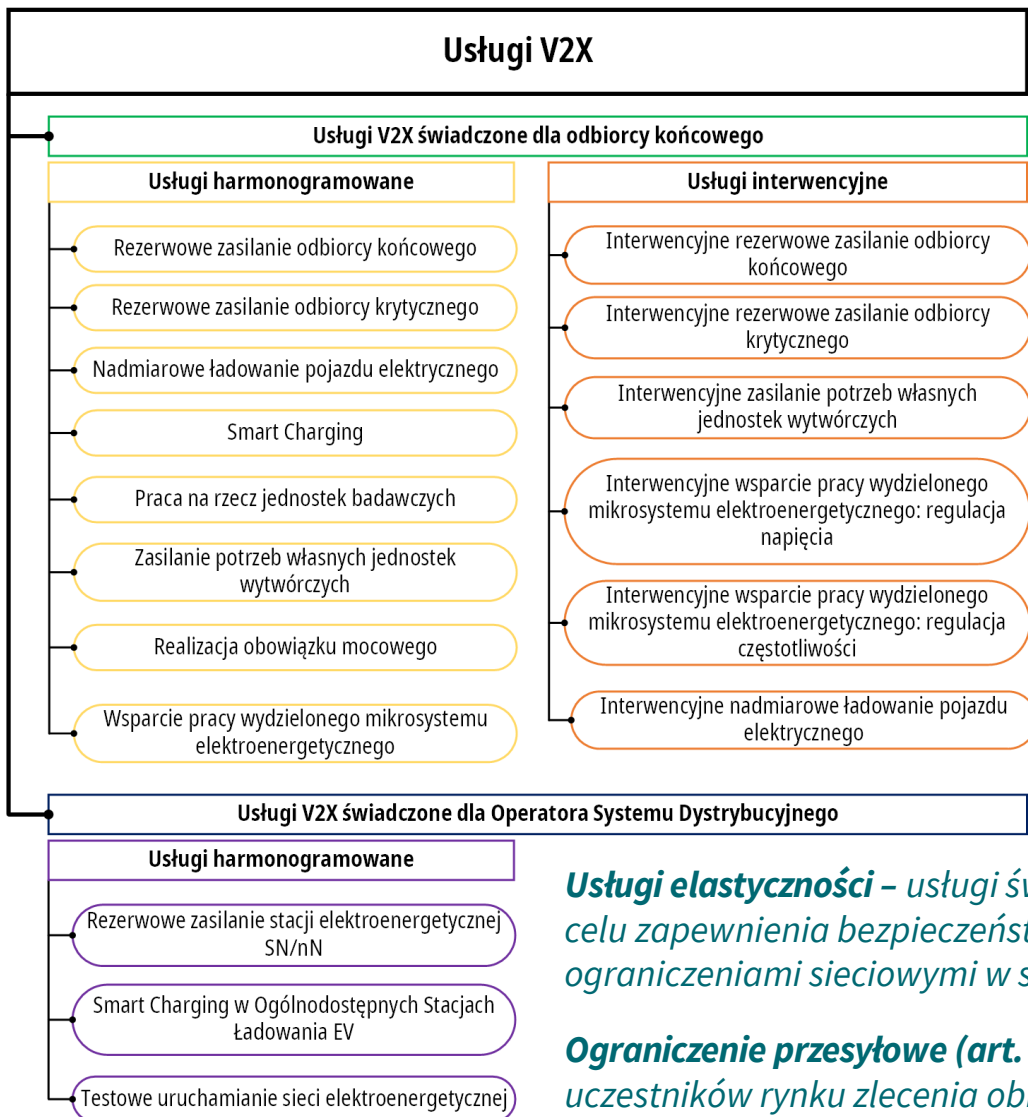 Usługi V2X
Usługi V2X świadczone dla odbiorcy końcowego
Usługi harmonogramowane
Rezerwowe zasilanie odbiorcy końcowego
Rezerwowe zasilanie odbiorcy krytycznego
Nadmiarowe ładowanie pojazdu elektrycznego
Smart Charging
Praca na rzecz jednostek badawczych
Zasilanie potrzeb własnych jednostek
wytwórczych
Realizacja obowiązku mocowego
Wsparcie pracy wydzielonego mikrosystemu
elektroenergetycznego
Usługi interwencyjne
Interwencyjne rezerwowe zasilanie odbiorcy
końcowego
Interwencyjne rezerwowe zasilanie odbiorcy
krytycznego
Interwencyjne zasilanie potrzeb własnych
jednostek wytwórczych
Interwencyjne wsparcie pracy wydzielonego
mikrosystemu elektroenergetycznego: regulacja
napięcia
Interwencyjne wsparcie pracy wydzielonego
mikrosystemu elektroenergetycznego: regulacja
częstotliwości
Interwencyjne nadmiarowe ładowanie pojazdu
elektrycznego
Usługi V2X świadczone dla Operatora Systemu Dystrybucyjnego
Usługi harmonogramowane
Rezerwowe zasilanie stacji elektroenergetycznej
SN/nN
Smart Charging w Ogólnodostępnych Stacjach
Ładowania EV
Testowe uruchamianie sieci elektroenergetycznej
Usługi elastyczności – usługi
celu zapewnienia
ograniczeniami sieciowymi w
Ograniczenie przesyłowe (art.
uczestników rynku zlecenia